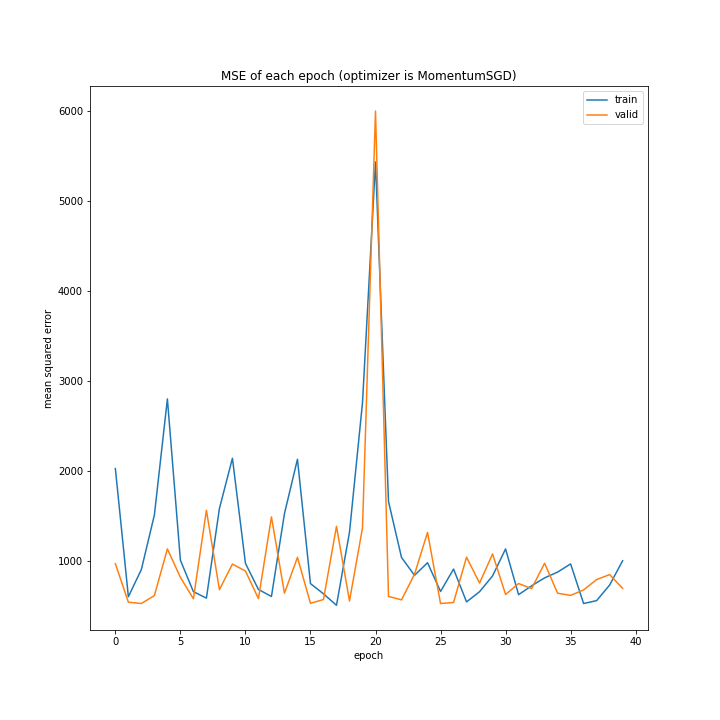 MSE of each epoch (optimizer is MomentumSGD)
train
valid
6000
5000
4000
3000
2000
1000
mean squared error
0 5 10 15 20 25 30 35 40
epoch